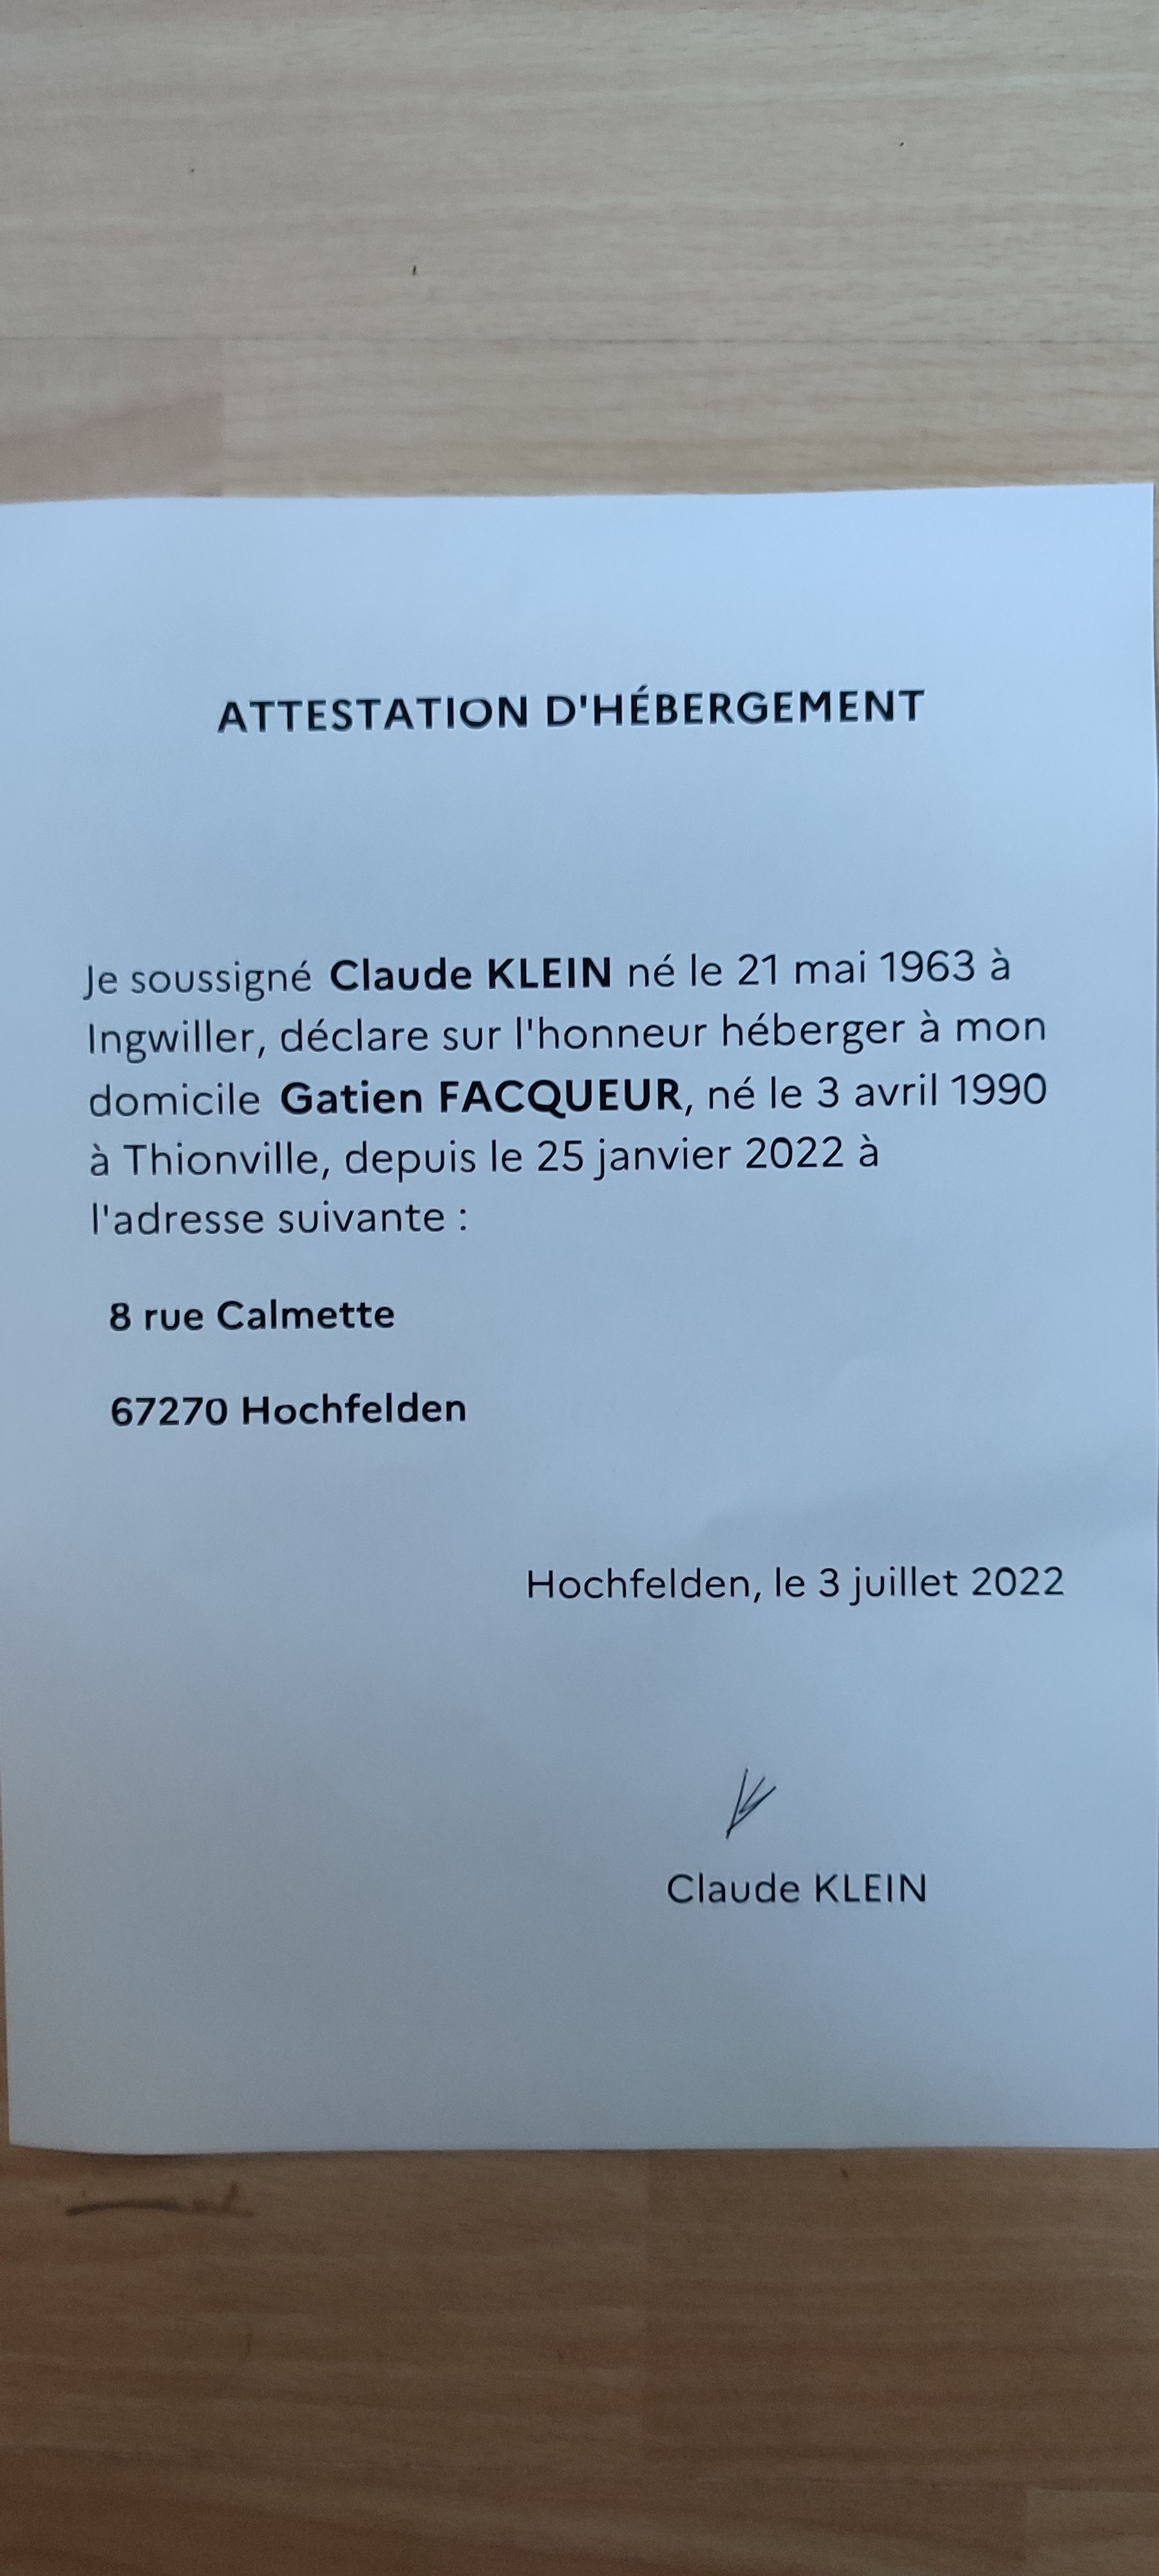 ATTESTATION D'HÉBERGEMENT
Je soussigné Claude KLEIN né le 21 mai 1963 à
Ingwiller, déclare sur l'honneur héberger à mon
domicile Gatien FACQUEUR, né le 3 avril 1990
à Thionville, depuis le 25 janvier 2022 à
l'adresse suivante :
8 rue Calmette
67270 Hochfelden
Hochfelden, le 3 juillet 2022
Claude KLEIN